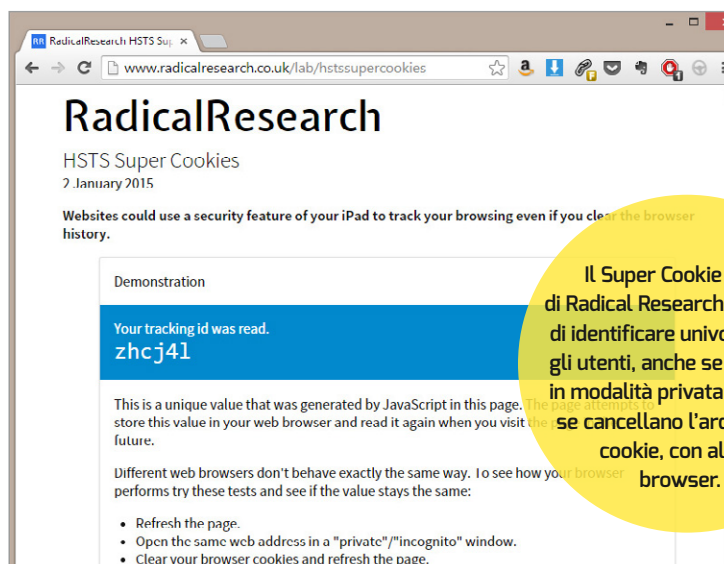 RR RadicalResearch HSTS Sup ×
www.radicalresearch.co.uk/lab/hstssupercookies
RadicalResearch
HSTS Super Cookies
2 January 2015
Websites could use a security feature of your iPad to track your browsing even if you clear the browser
history.
Demonstration
Your tracking id was read.
zhcj4l
This is a unique value that was generated by JavaScript in this page. The page attempts to
store this value in your web browser and read it again when you visit the page in the
future.
Different web browsers don't behave exactly the same way. To see how your browser
performs try these tests and see if the value stays the same:
• Refresh the page.
• Open the same web address in a "private"/"incognito" window.
• Clear your browser cookies and refresh the page.
Il Super Cookie
di Radical Research
di identificare
gli utenti, anche se
in modalità privata
se cancellano
cookie, con
browser.